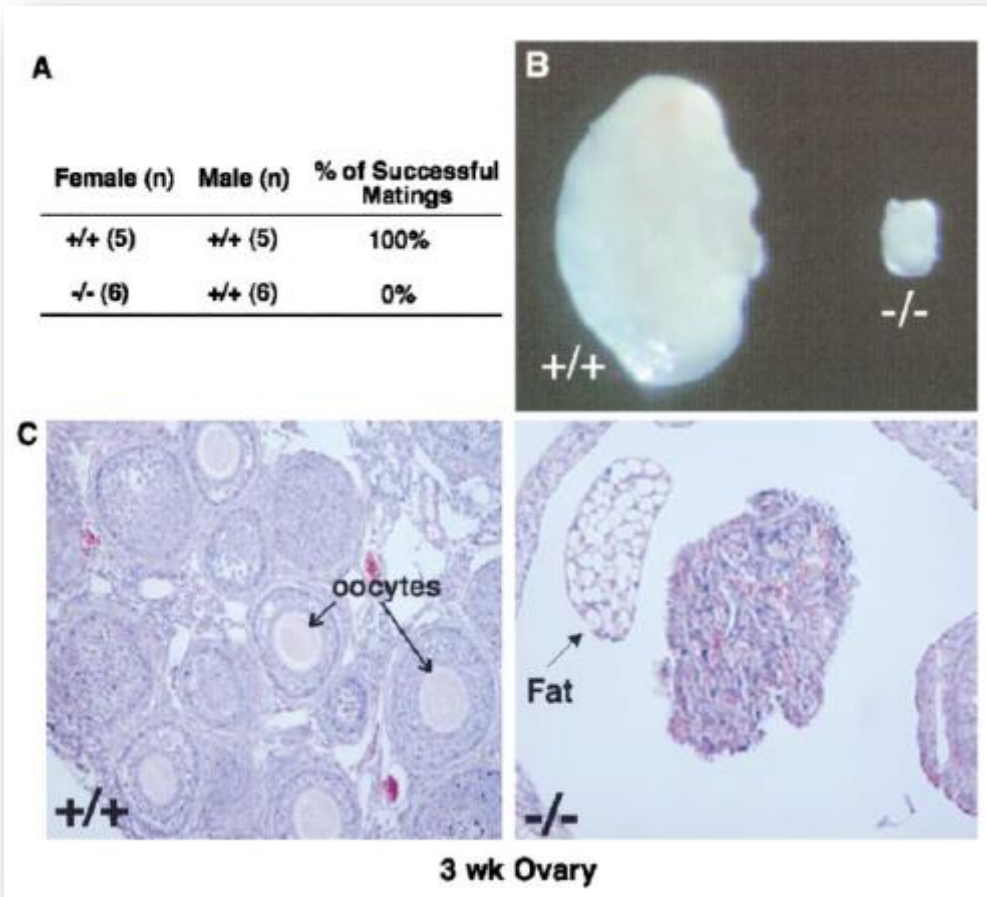 A
Female (n) Male (n) % of Successful
Matings
+/+ (5) +/+ (5) 100%
-/- (6) +/+ (6) 0%
B
+/+
-/-
C
oocytes
+/+
Fat
-/-
3 wk Ovary